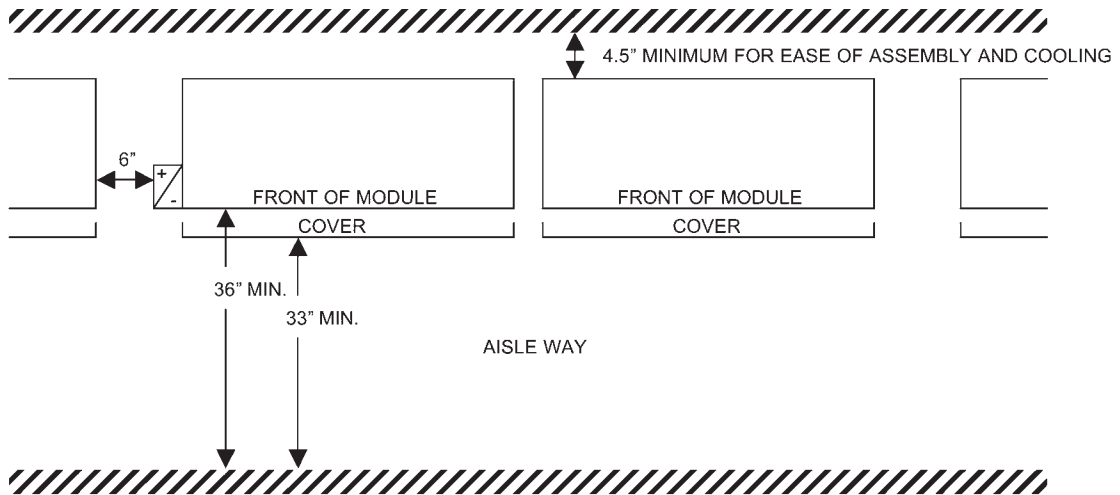 4.5” MINIMUM FOR EASE OF ASSEMBLY AND COOLING
6”
+
-
FRONT OF MODULE
FRONT OF MODULE
COVER
COVER
36” MIN.
33” MIN.
AISLE WAY